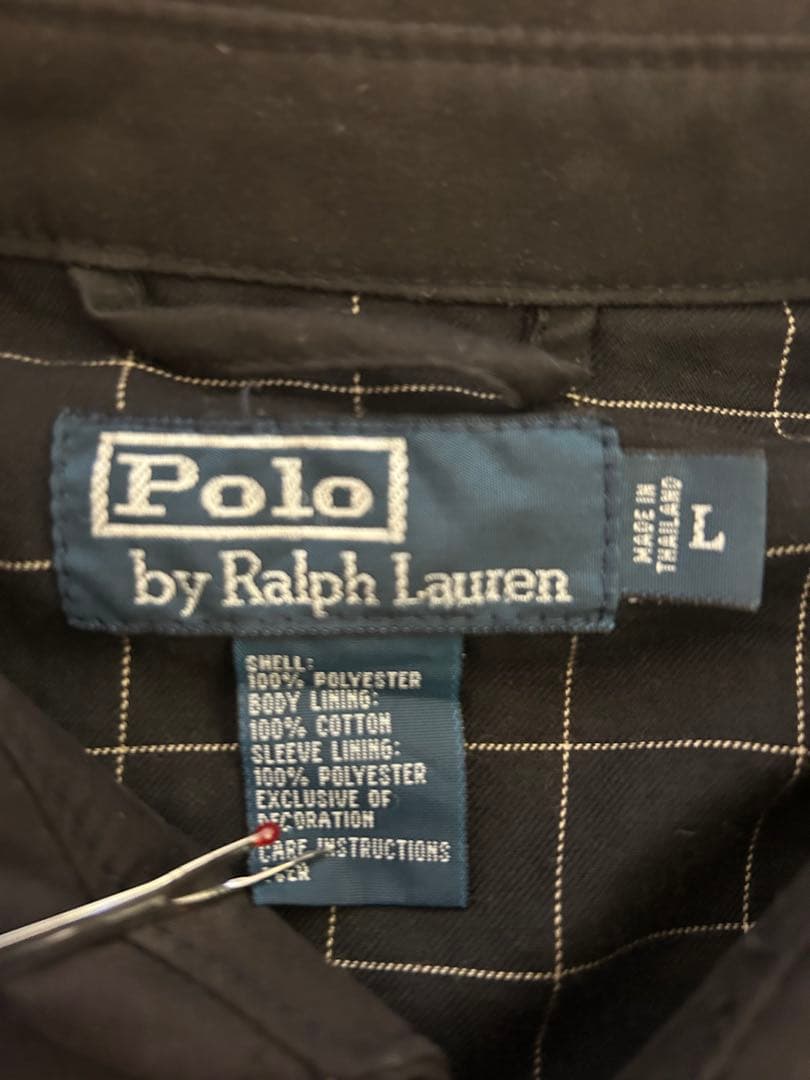 Polo
by Ralph Lauren
MADE IN
THAILAND
L
SHELL:
100% POLYESTER
BODY LINING:
100% COTTON
SLEEVE LINING:
100% POLYESTER
EXCLUSIVE OF
DECORATION
CARE INSTRUCTIONS